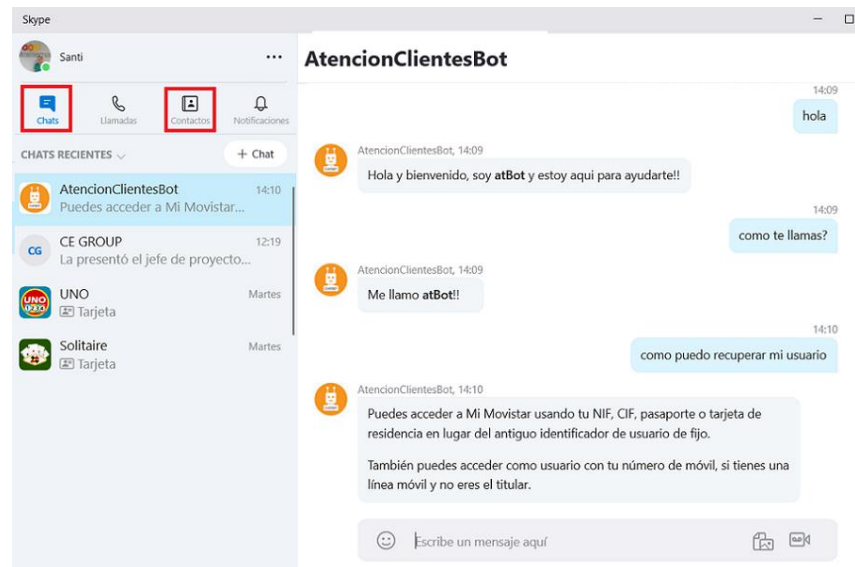 Skype
Santi
Chats
Llamadas
Contactos
Notificaciones
CHATS RECIENTES
+ Chat
AtencionClientesBot 14:10
Puedes acceder a Mi Movistar...
CG
CE GROUP 12:19
La presentó el jefe de proyecto...
UNO
UNO Martes
Tarjeta
Solitaire Martes
Tarjeta
AtencionClientesBot
14:09
hola
AtencionClientesBot, 14:09
Hola y bienvenido, soy atBot y estoy aqui para ayudarte!!
14:09
como te llamas?
AtencionClientesBot, 14:09
Me llamo atBot!!
14:10
como puedo recuperar mi usuario
AtencionClientesBot, 14:10
Puedes acceder a Mi Movistar usando tu NIF, CIF, pasaporte o tarjeta de
residencia en lugar del antiguo identificador de usuario de fijo.
También puedes acceder como usuario con tu número de móvil, si tienes una
línea móvil y no eres el titular.
Escribe un mensaje aquí